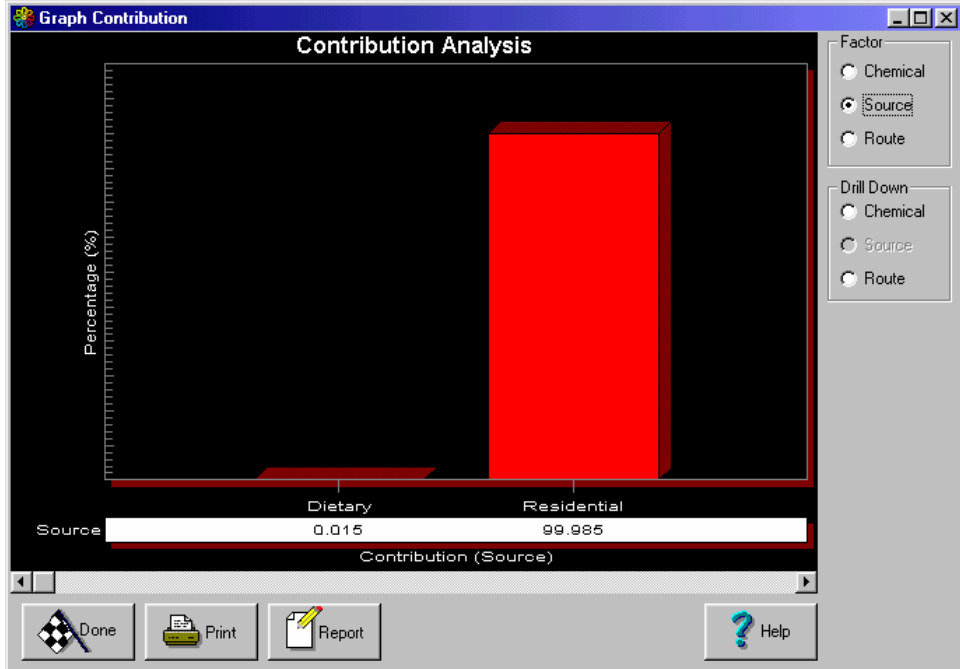 Graph Contribution
Contribution Analysis
Percentage (%)
Dietary Residential
Source 0.015 99.985
Contribution (Source)
Factor
Chemical
Source
Route
Drill Down
Chemical
Source
Route
Done Print Report Help